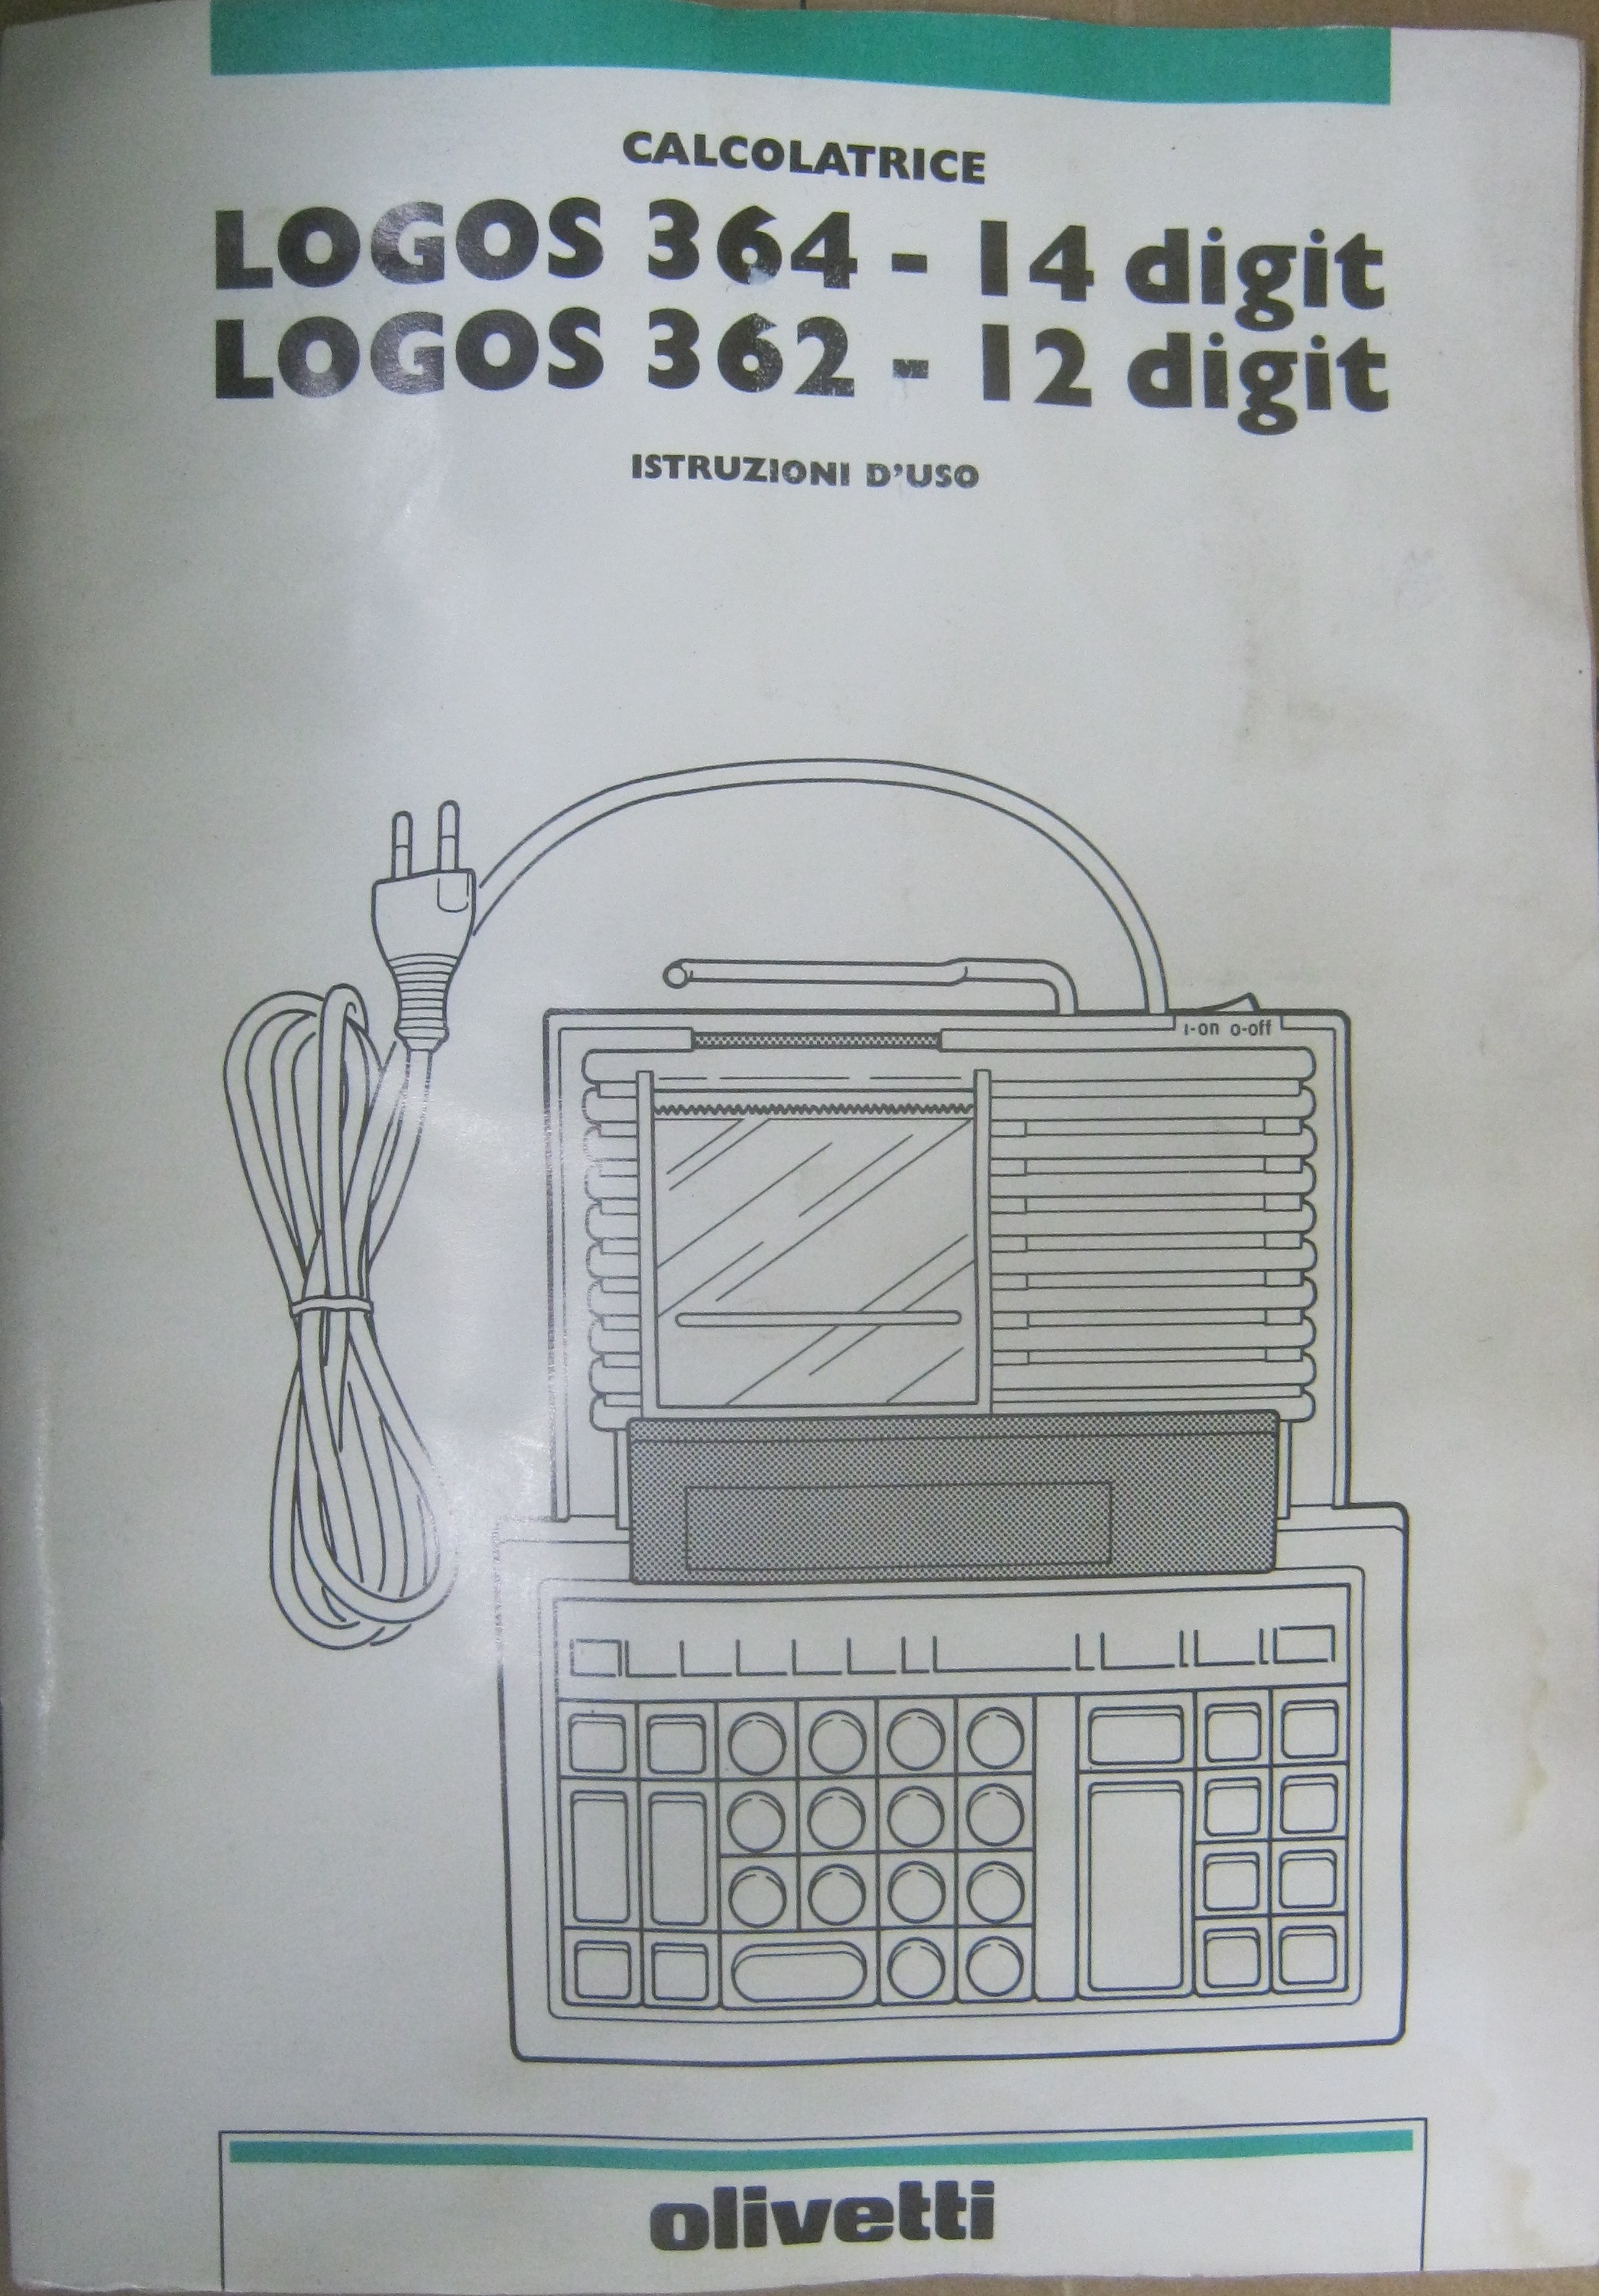 CALCOLATRICE
LOGOS 364 - 14 digit
LOGOS 362 - 12 digit
ISTRUZIONI D'USO
I-on O-off
olivetti